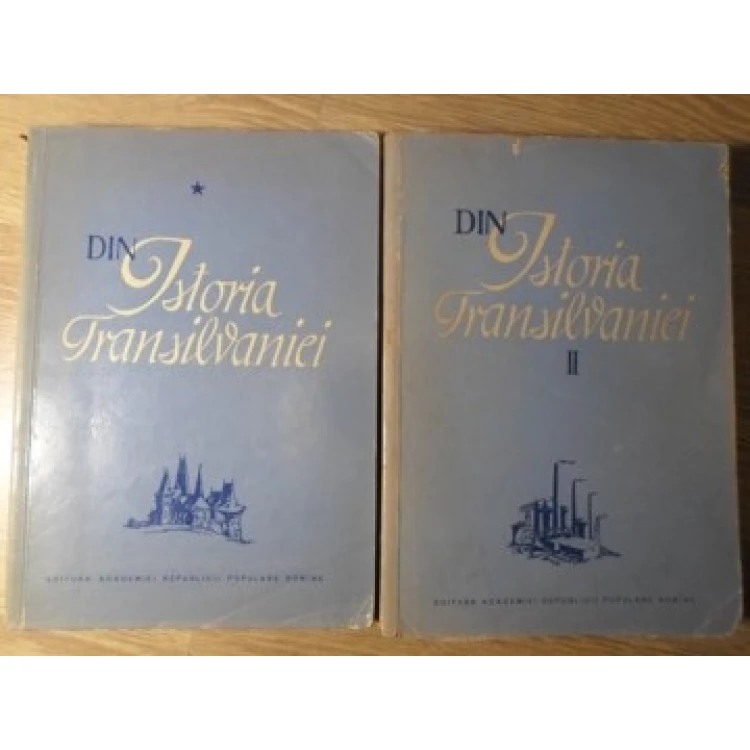 ★
DIN
Istoria
Transilvaniei
EDITURA ACADEMIEI REPUBLICII POPULARE ROMÎNE
DIN
Istoria
Transilvaniei
II
EDITURA ACADEMIEI REPUBLICII POPULARE ROMÎNE